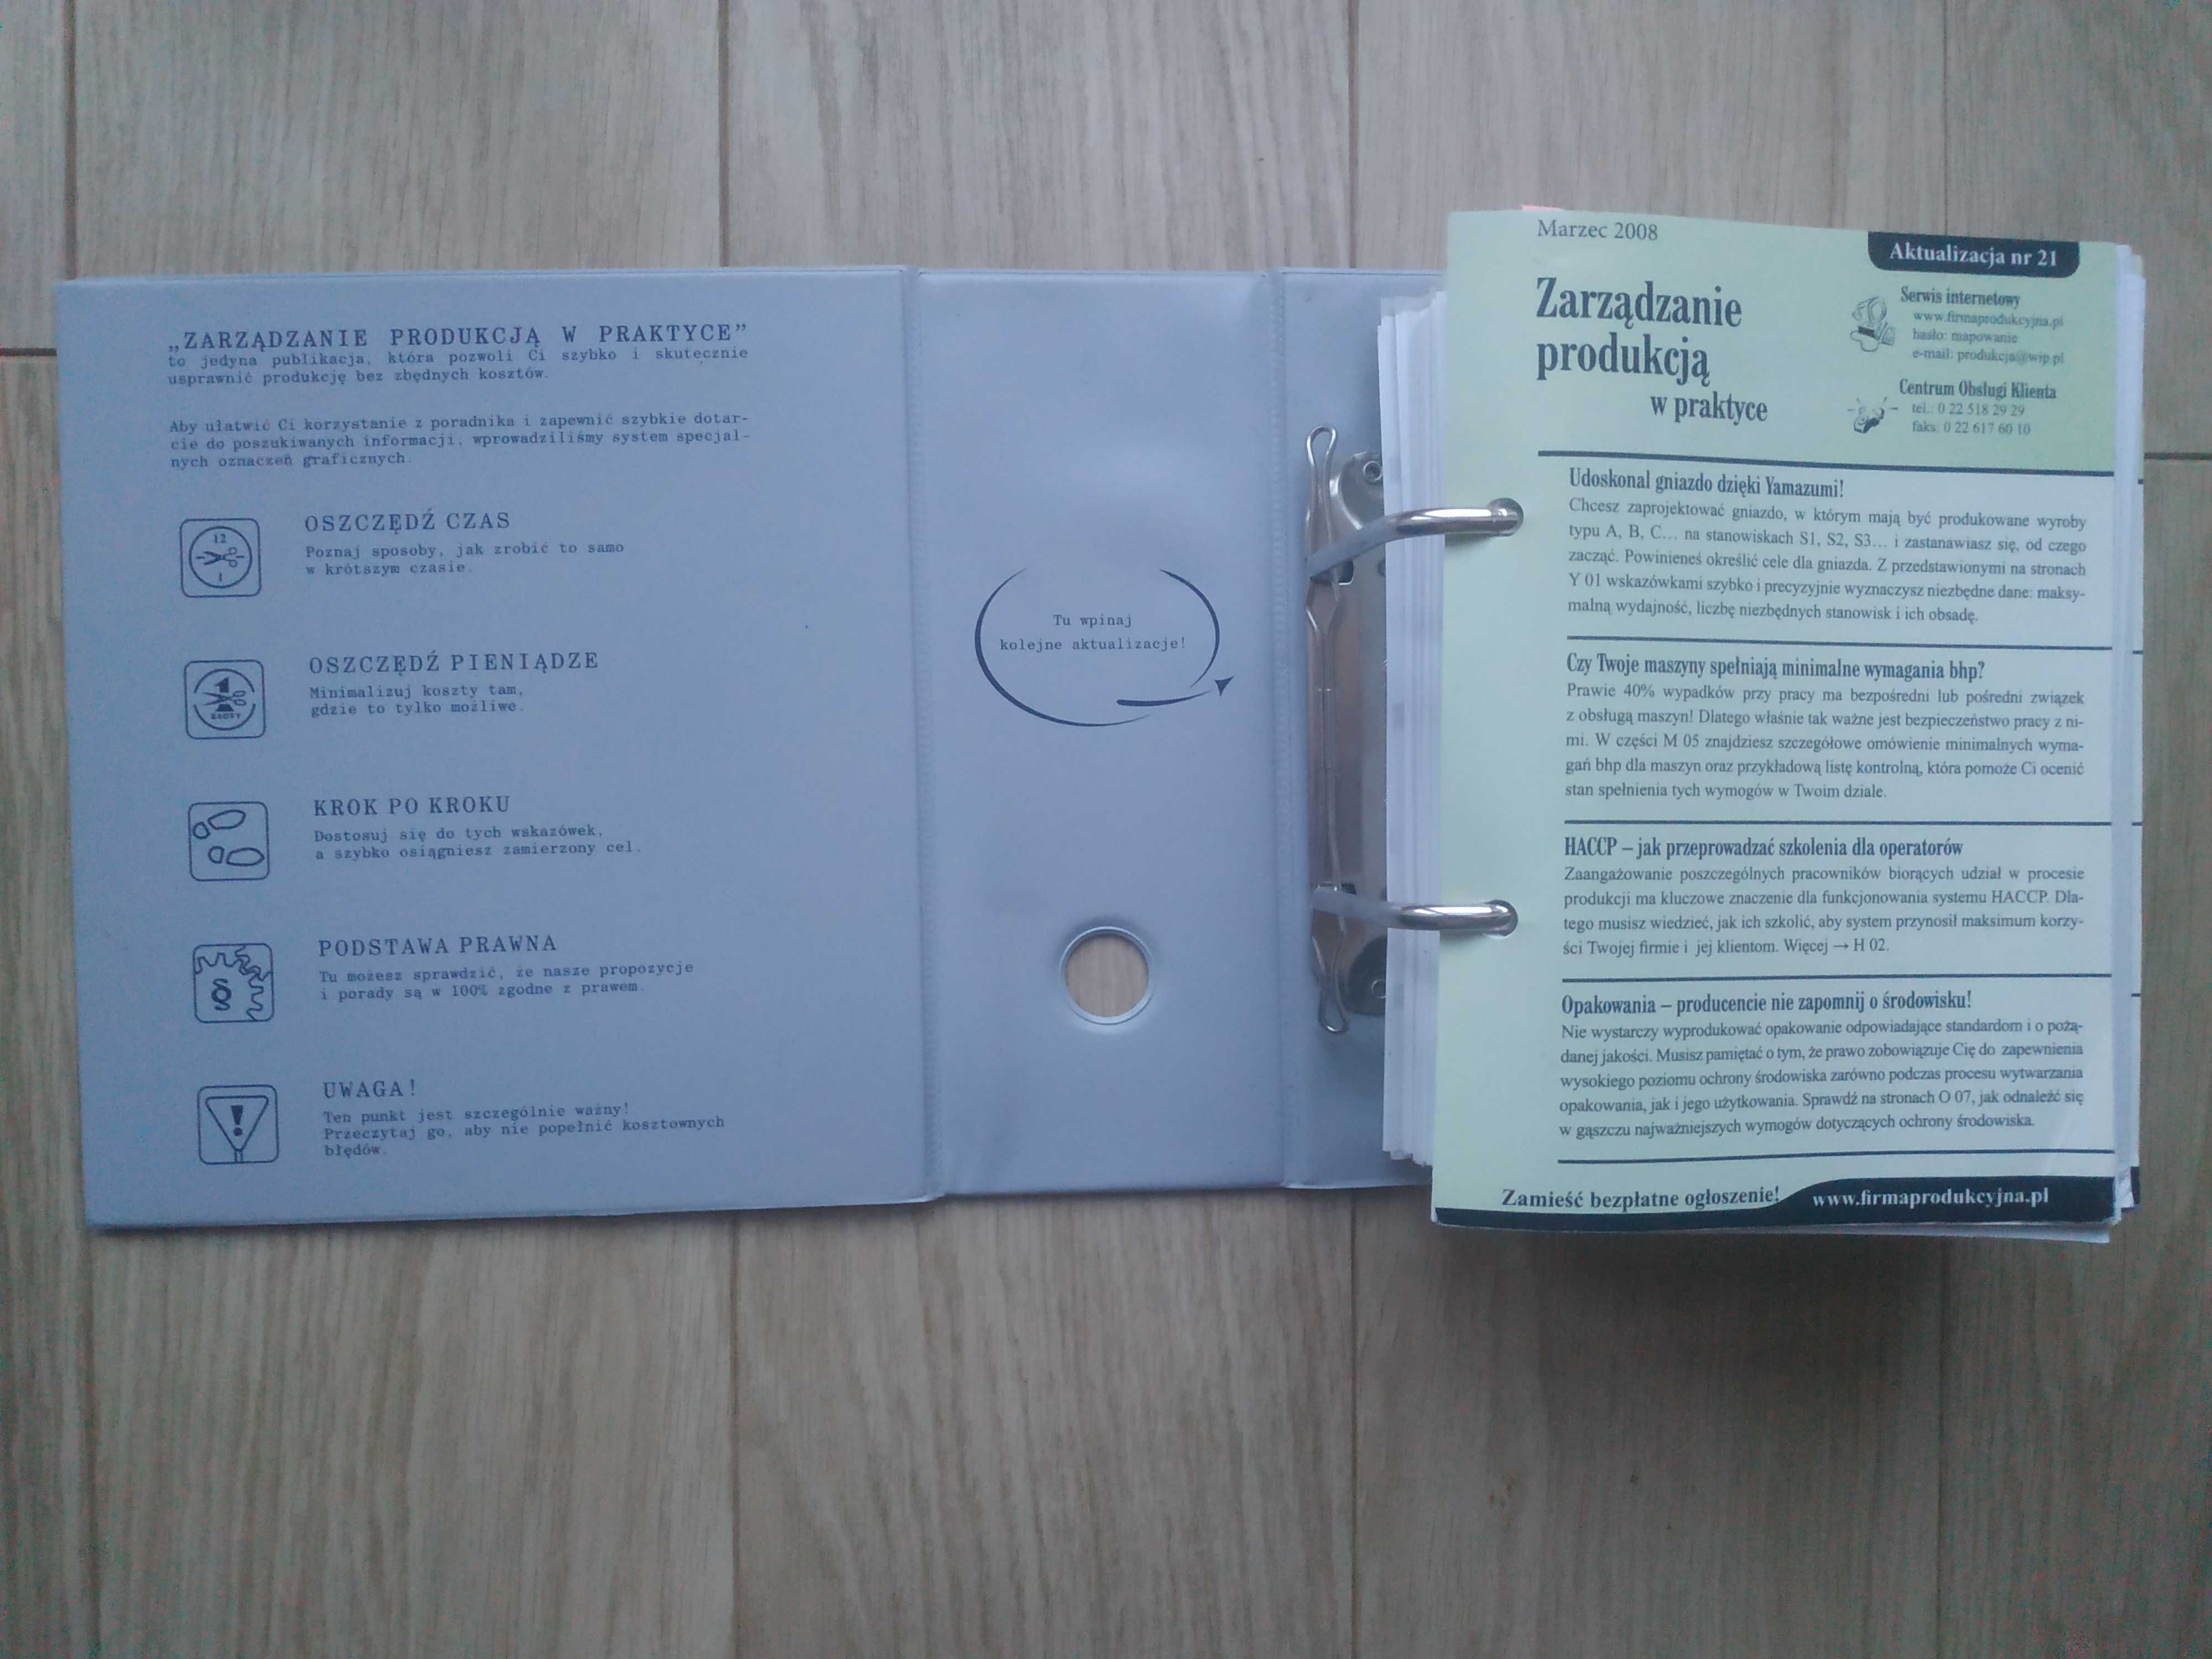 „ZARZĄDZANIE PRODUKCJĄ W PRAKTYCE”
to jedyna publikacja, która pozwoli Ci szybko i skutecznie
usprawnić produkcję bez zbędnych kosztów.
Aby ułatwić Ci korzystanie z poradnika i zapewnić szybkie dotar-
cie do poszukiwanych informacji, wprowadziliśmy system specjal-
nych oznaczeń graficznych.
12
OSZCZĘDŹ CZAS
Poznaj sposoby, jak zrobić to samo
w krótszym czasie.
1
ZŁOTY
OSZCZĘDŹ PIENIĄDZE
Minimalizuj koszty tam,
gdzie to tylko możliwe.
KROK PO KROKU
Dostosuj się do tych wskazówek,
a szybko osiągniesz zamierzony cel.
§
PODSTAWA PRAWNA
Tu możesz sprawdzić, że nasze propozycje
i porady są w 100% zgodne z prawem.
!
UWAGA!
Ten punkt jest szczególnie ważny!
Przeczytaj go, aby nie popełnić kosztownych
błędów.
Tu wpinaj
kolejne aktualizacje!
Marzec 2008
Aktualizacja nr 21
Zarządzanie
produkcją
w praktyce
Serwis internetowy
www.firmaprodukcyjna.pl
hasło: mapowanie
e-mail: produkcja@wip.pl
Centrum Obsługi Klienta
tel.: 0 22 518 29 29
faks: 0 22 617 60 10
Udoskonal gniazdo dzięki Yamazumi!
Chcesz zaprojektować gniazdo, w którym mają być produkowane wyroby
typu A, B, C… na stanowiskach S1, S2, S3… i zastanawiasz się, od czego
zacząć. Powinieneś określić cele dla gniazda. Z przedstawionymi na stronach
Y 01 wskazówkami szybko i precyzyjnie wyznaczysz niezbędne dane: maksy-
malną wydajność, liczbę niezbędnych stanowisk i ich obsadę.
Czy Twoje maszyny spełniają minimalne wymagania bhp?
Prawie 40% wypadków przy pracy ma bezpośredni lub pośredni związek
z obsługą maszyn! Dlatego właśnie tak ważne jest bezpieczeństwo pracy z ni-
mi. W części M 05 znajdziesz szczegółowe omówienie minimalnych wyma-
gań bhp dla maszyn oraz przykładową listę kontrolną, która pomoże Ci ocenić
stan spełnienia tych wymogów w Twoim dziale.
HACCP – jak przeprowadzać szkolenia dla operatorów
Zaangażowanie poszczególnych pracowników biorących udział w procesie
produkcji ma kluczowe znaczenie dla funkcjonowania systemu HACCP. Dla-
tego musisz wiedzieć, jak ich szkolić, aby system przynosił maksimum korzy-
ści Twojej firmie i jej klientom. Więcej → H 02.
Opakowania – producencie nie zapomnij o środowisku!
Nie wystarczy wyprodukować opakowanie odpowiadające standardom i o pożą-
danej jakości. Musisz pamiętać o tym, że prawo zobowiązuje Cię do zapewnienia
wysokiego poziomu ochrony środowiska zarówno podczas procesu wytwarzania
opakowania, jak i jego użytkowania. Sprawdź na stronach O 07, jak odnaleźć się
w gąszczu najważniejszych wymogów dotyczących ochrony środowiska.
Zamieść bezpłatne ogłoszenie!
www.firmaprodukcyjna.pl